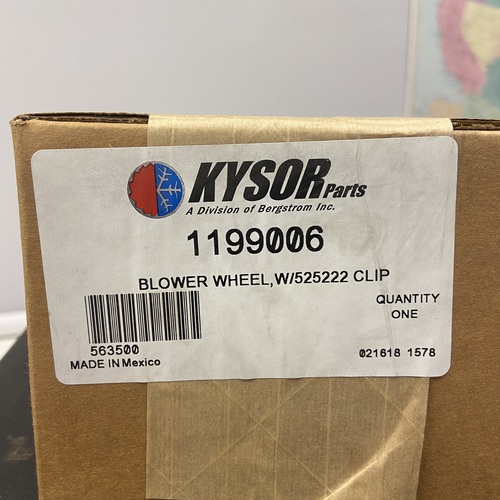 KYSOR Parts
A Division of Bergstrom Inc.
1199006
BLOWER WHEEL,W/525222 CLIP
QUANTITY
ONE
563500
MADE IN Mexico
021618 1578